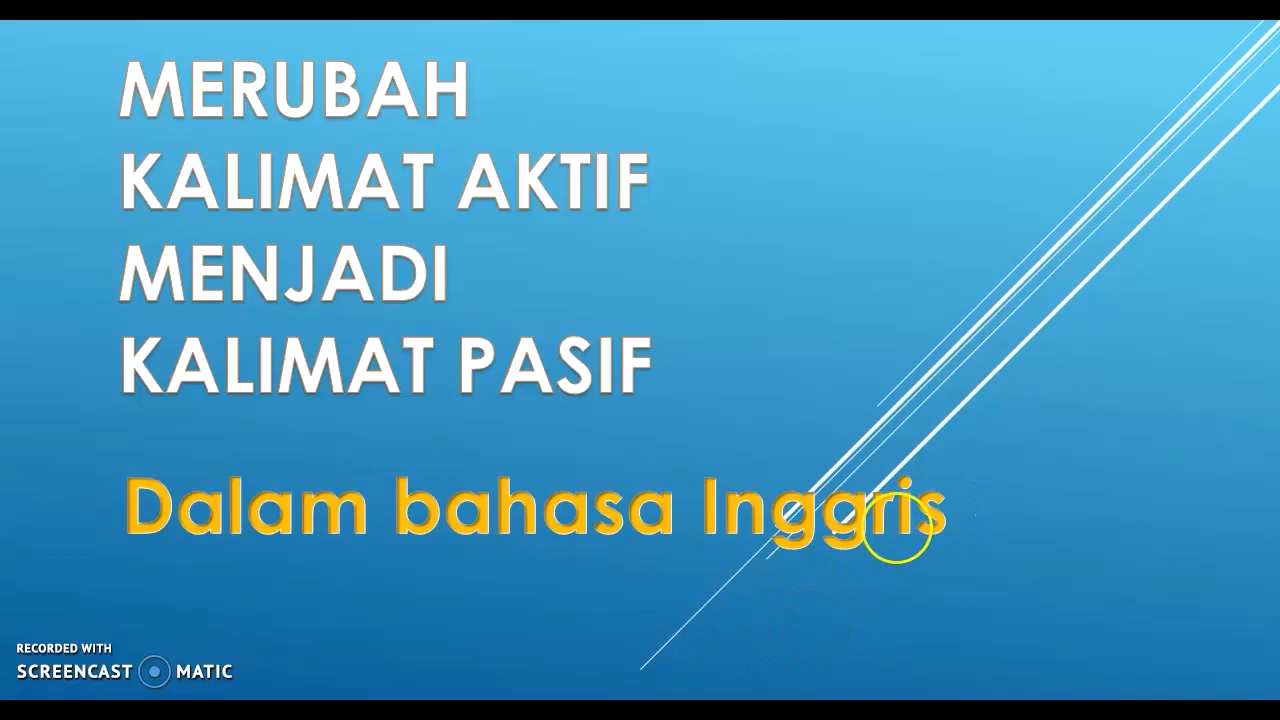 MERUBAH
KALIMAT AKTIF
MENJADI
KALIMAT PASIF
Dalam bahasa Inggris
RECORDED WITH
SCREENCAST MATIC